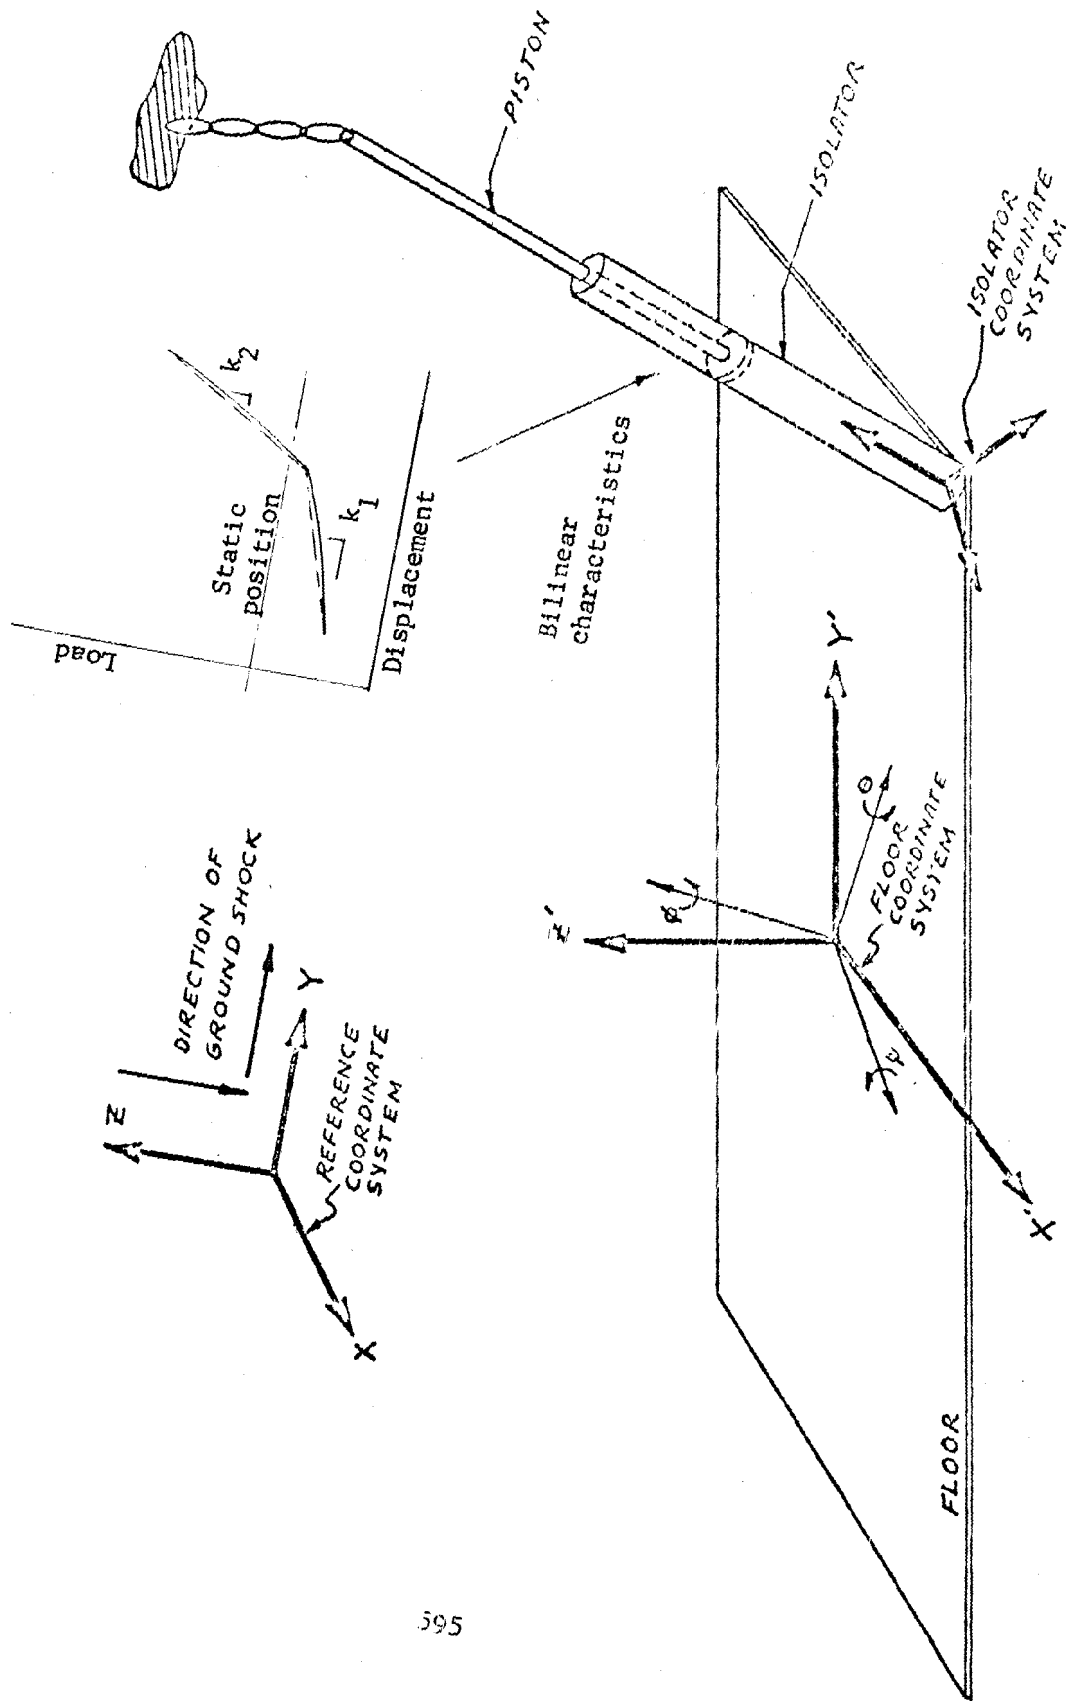 PISTON
ISOLATOR
ISOLATOR
COORDINATE
SYSTEM
k₂
Static
position
k₁
Load
Displacement
Bilinear
characteristics
DIRECTION OF
GROUND SHOCK
Z
Y
X
REFERENCE
COORDINATE
SYSTEM
Z'
Y'
X'
φ
θ
ψ
FLOOR
COORDINATE
SYSTEM
FLOOR
595